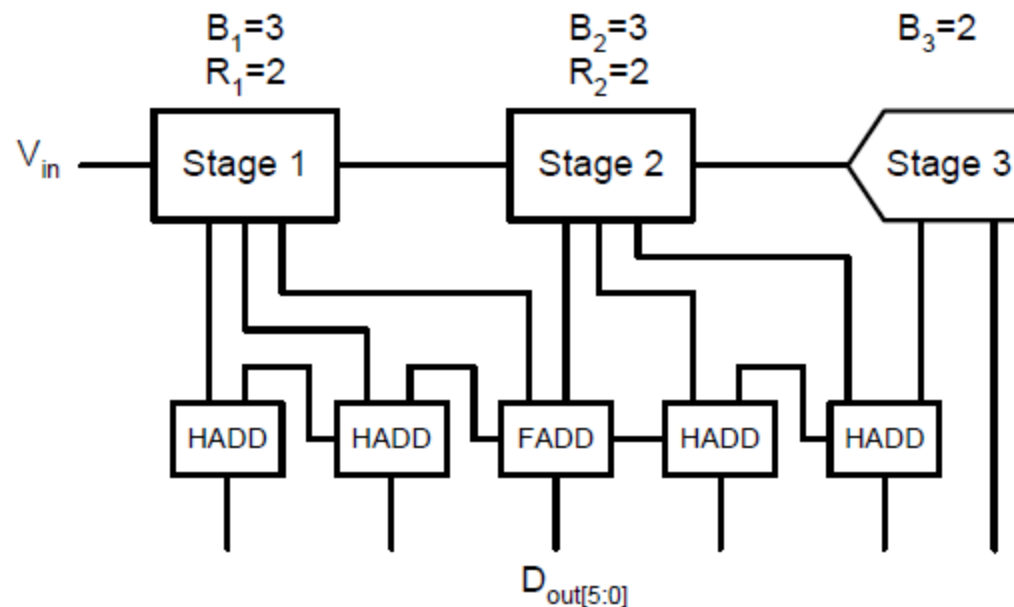 B₁=3
R₁=2
B₂=3
R₂=2
B₃=2
Vin
Stage 1
Stage 2
Stage 3
HADD
HADD
FADD
HADD
HADD
Dout[5:0]